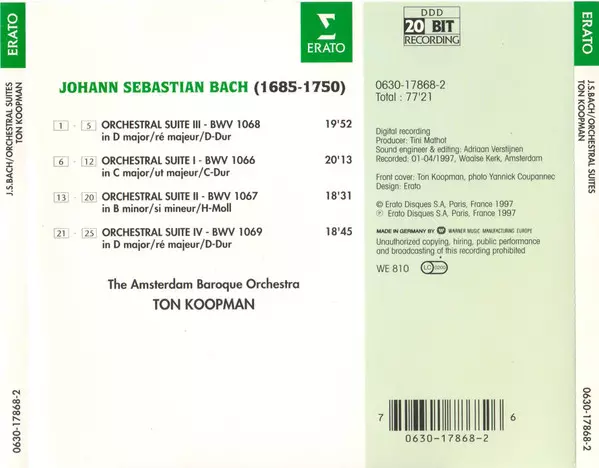 ERATO
J.S.BACH/ORCHESTRAL SUITES
TON KOOPMAN
0630-17868-2
ERATO
JOHANN SEBASTIAN BACH (1685-1750)
1 - 5 ORCHESTRAL SUITE III - BWV 1068 19'52
in D major/ré majeur/D-Dur
6 - 12 ORCHESTRAL SUITE I - BWV 1066 20'13
in C major/ut majeur/C-Dur
13 - 20 ORCHESTRAL SUITE II - BWV 1067 18'31
in B minor/si mineur/H-Moll
21 - 25 ORCHESTRAL SUITE IV - BWV 1069 18'45
in D major/ré majeur/D-Dur
The Amsterdam Baroque Orchestra
TON KOOPMAN
DDD
20 BIT
RECORDING
0630-17868-2
Total : 77'21
Digital recording
Producer: Tini Mathot
Sound engineer & editing: Adriaan Verstijnen
Recorded: 01-04/1997, Waalse Kerk, Amsterdam
Front cover: Ton Koopman, photo Yannick Coupannec
Design: Erato
© Erato Disques S.A, Paris, France 1997
℗ Erato Disques S.A, Paris, France 1997
MADE IN GERMANY BY WARNER MUSIC MANUFACTURING EUROPE
Unauthorized copying, hiring, public performance
and broadcasting of this recording prohibited
WE 810 LC 0200
7 6
0630-17868-2
ERATO
J.S.BACH/ORCHESTRAL SUITES
TON KOOPMAN
0630-17868-2